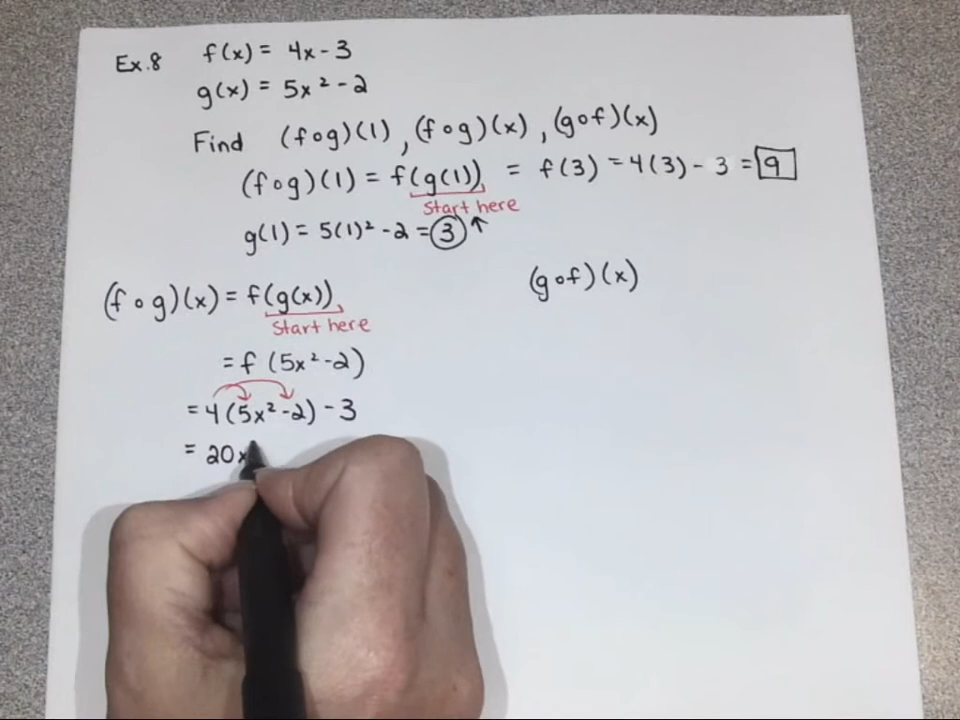 Ex.8 f(x) = 4x - 3
g(x) = 5x² - 2
Find (f∘g)(1), (f∘g)(x), (g∘f)(x)
(f∘g)(1) = f(g(1)) = f(3) = 4(3) - 3 = 9
Start here
g(1) = 5(1)² - 2 = 3 ↑
(f∘g)(x) = f(g(x))
Start here
= f (5x² - 2)
= 4(5x² - 2) - 3
= 20x
(g∘f)(x)